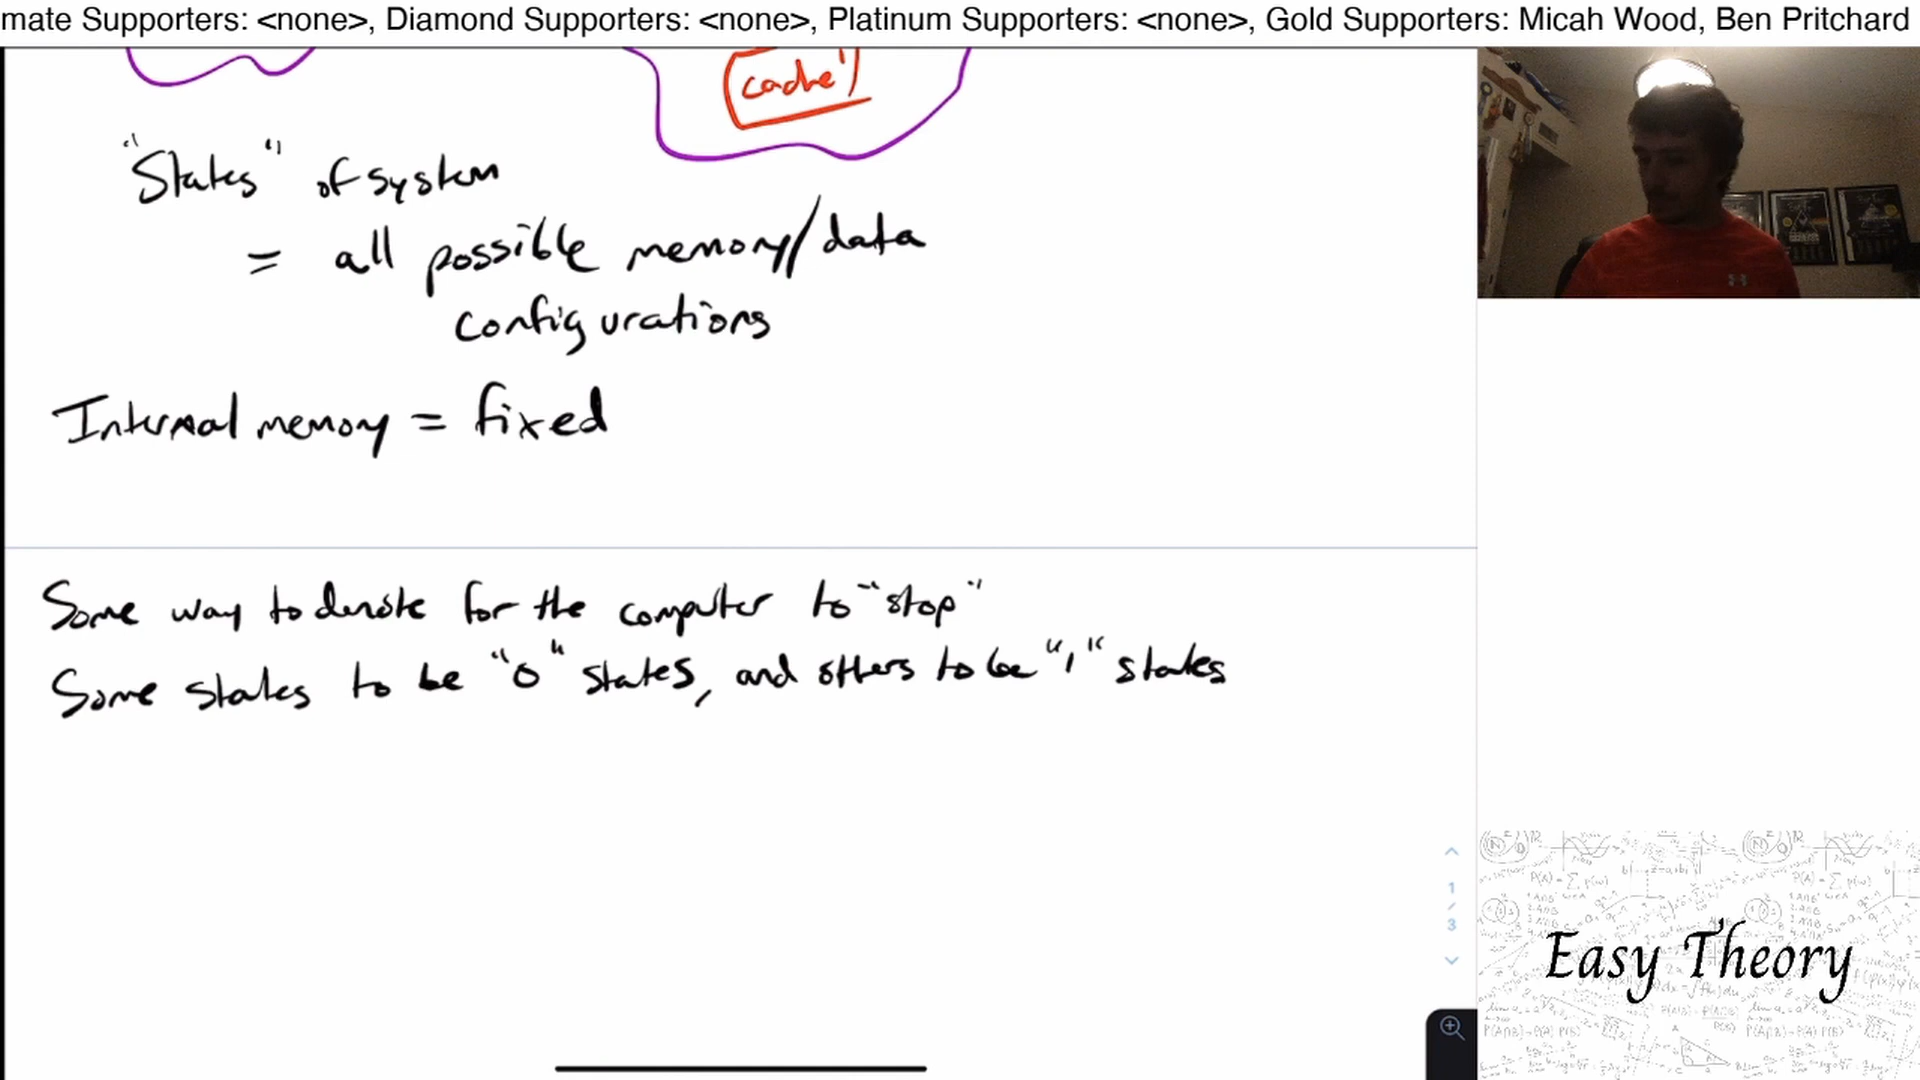 mate Supporters: <none>, Diamond Supporters: <none>, Platinum Supporters: <none>, Gold Supporters: Micah Wood, Ben Pritchard
cache
"States" of system
= all possible memory/data
configurations
Internal memory = fixed
Some way to denote for the computer to "stop"
Some states to be "0" states, and others to be "1" states
1
/
3
Easy Theory